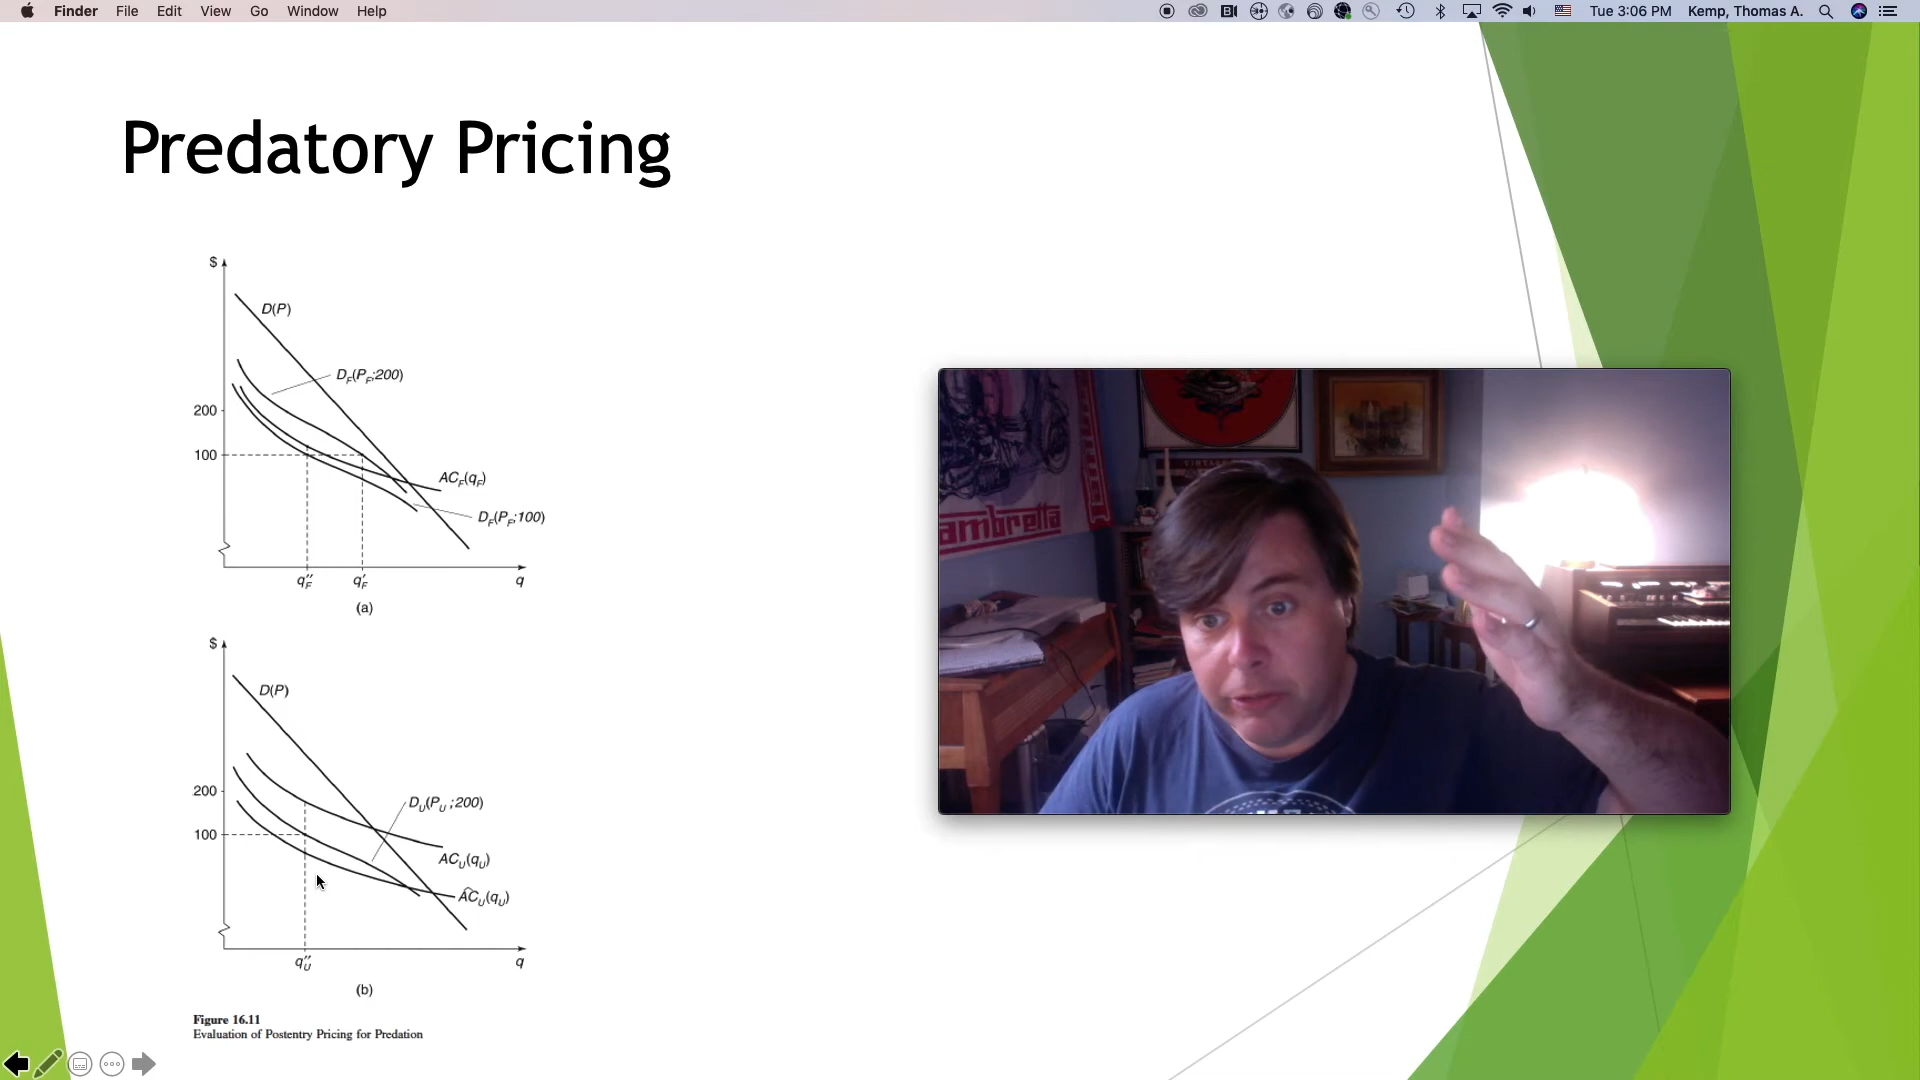 Finder File Edit View Go Window Help Tue 3:06 PM Kemp, Thomas A.
Predatory Pricing
$
D(P)
D_F(P_F;200)
200
100
AC_F(q_F)
D_F(P_F;100)
q''_F q'_F q
(a)
$
D(P)
200
D_U(P_U;200)
100
AC_U(q_U)
ÂC_U(q_U)
q''_U q
(b)
Figure 16.11
Evaluation of Postentry Pricing for Predation
ambretta